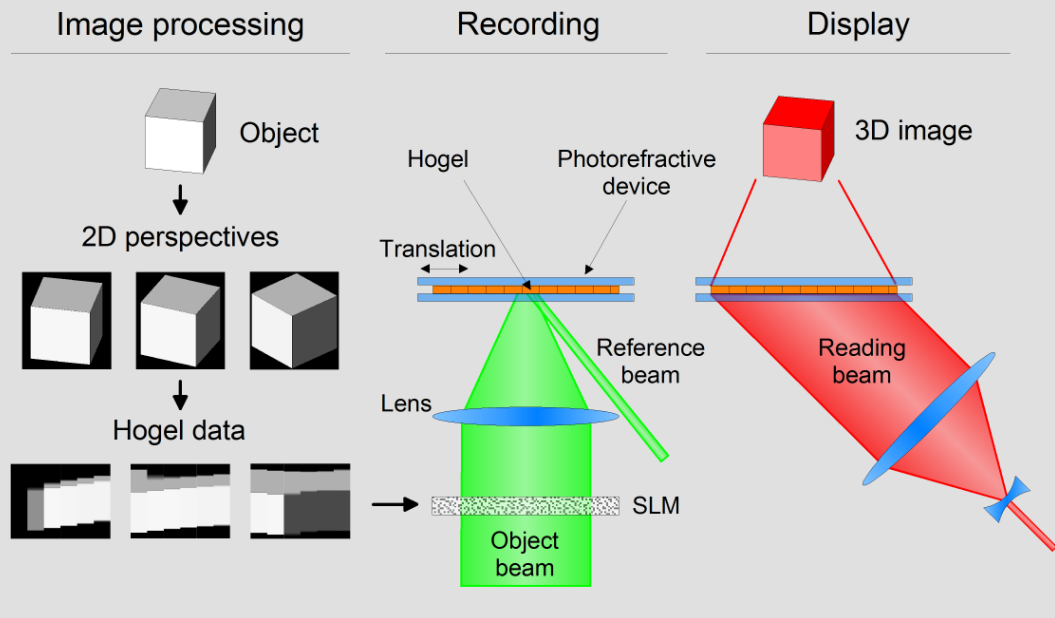 Image processing
Recording
Display
Object
2D perspectives
Hogel data
Hogel
Photorefractive
device
Translation
Reference
beam
Lens
SLM
Object
beam
3D image
Reading
beam